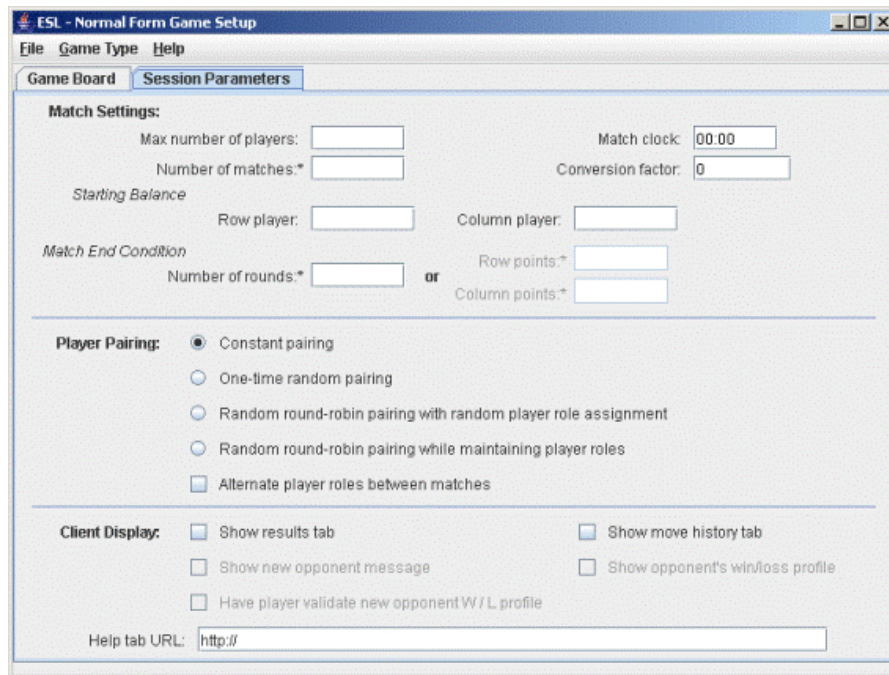 ESL - Normal Form Game Setup
File Game Type Help
Game Board Session Parameters
Match Settings:
Max number of players: Match clock: 00:00
Number of matches:* Conversion factor: 0
Starting Balance
Row player: Column player:
Match End Condition
Row points:*
Number of rounds:* or
Column points:*
Player Pairing: Constant pairing
One-time random pairing
Random round-robin pairing with random player role assignment
Random round-robin pairing while maintaining player roles
Alternate player roles between matches
Client Display: Show results tab Show move history tab
Show new opponent message Show opponent's win/loss profile
Have player validate new opponent W / L profile
Help tab URL: http://